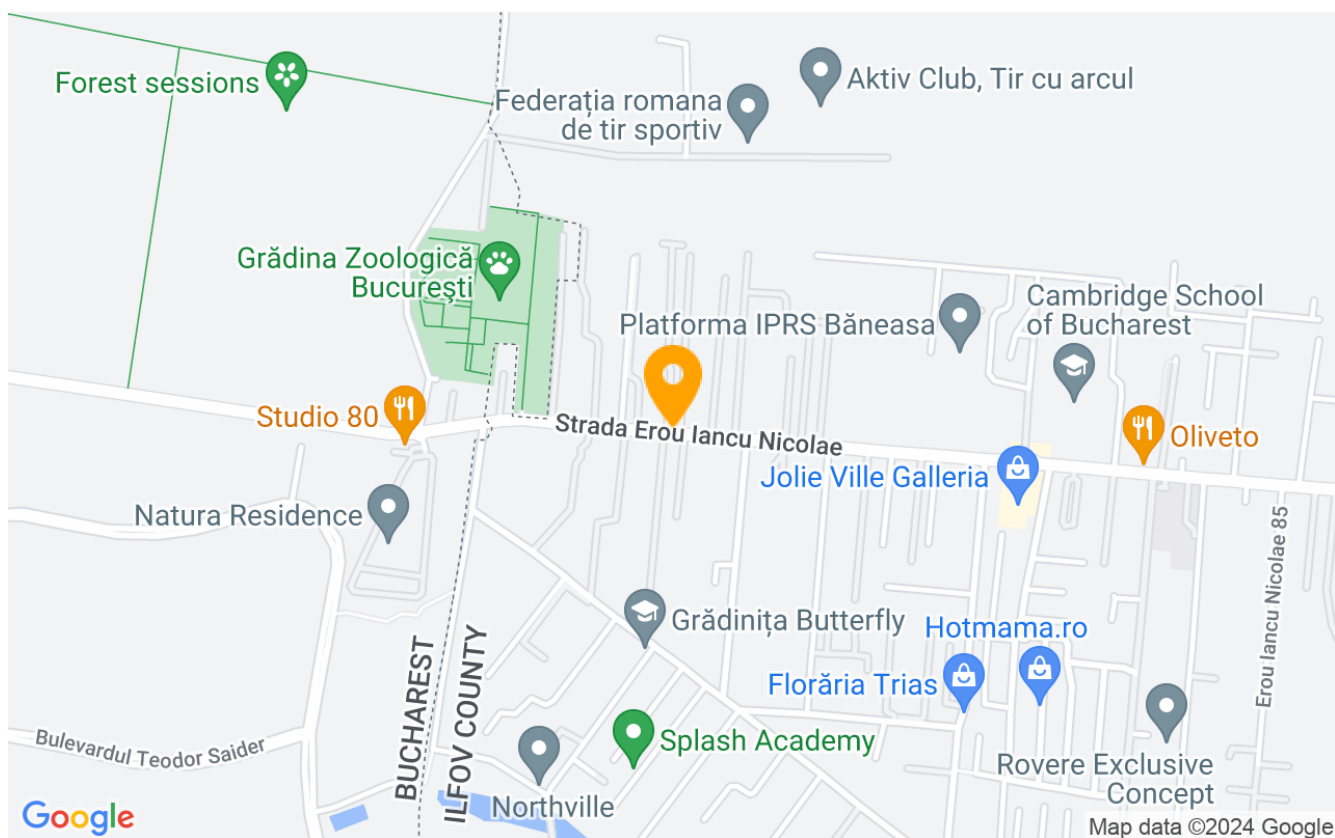 Forest sessions
Federația romana
de tir sportiv
Aktiv Club, Tir cu arcul
Grădina Zoologică
București
Platforma IPRS Băneasa
Cambridge School
of Bucharest
Studio 80
Strada Erou Iancu Nicolae
Oliveto
Jolie Ville Galleria
Natura Residence
Erou Iancu Nicolae 85
Grădinița Butterfly
Hotmama.ro
BUCHAREST
ILFOV COUNTY
Florăria Trias
Splash Academy
Bulevardul Teodor Saider
Rovere Exclusive
Concept
Northville
Google
Map data ©2024 Google